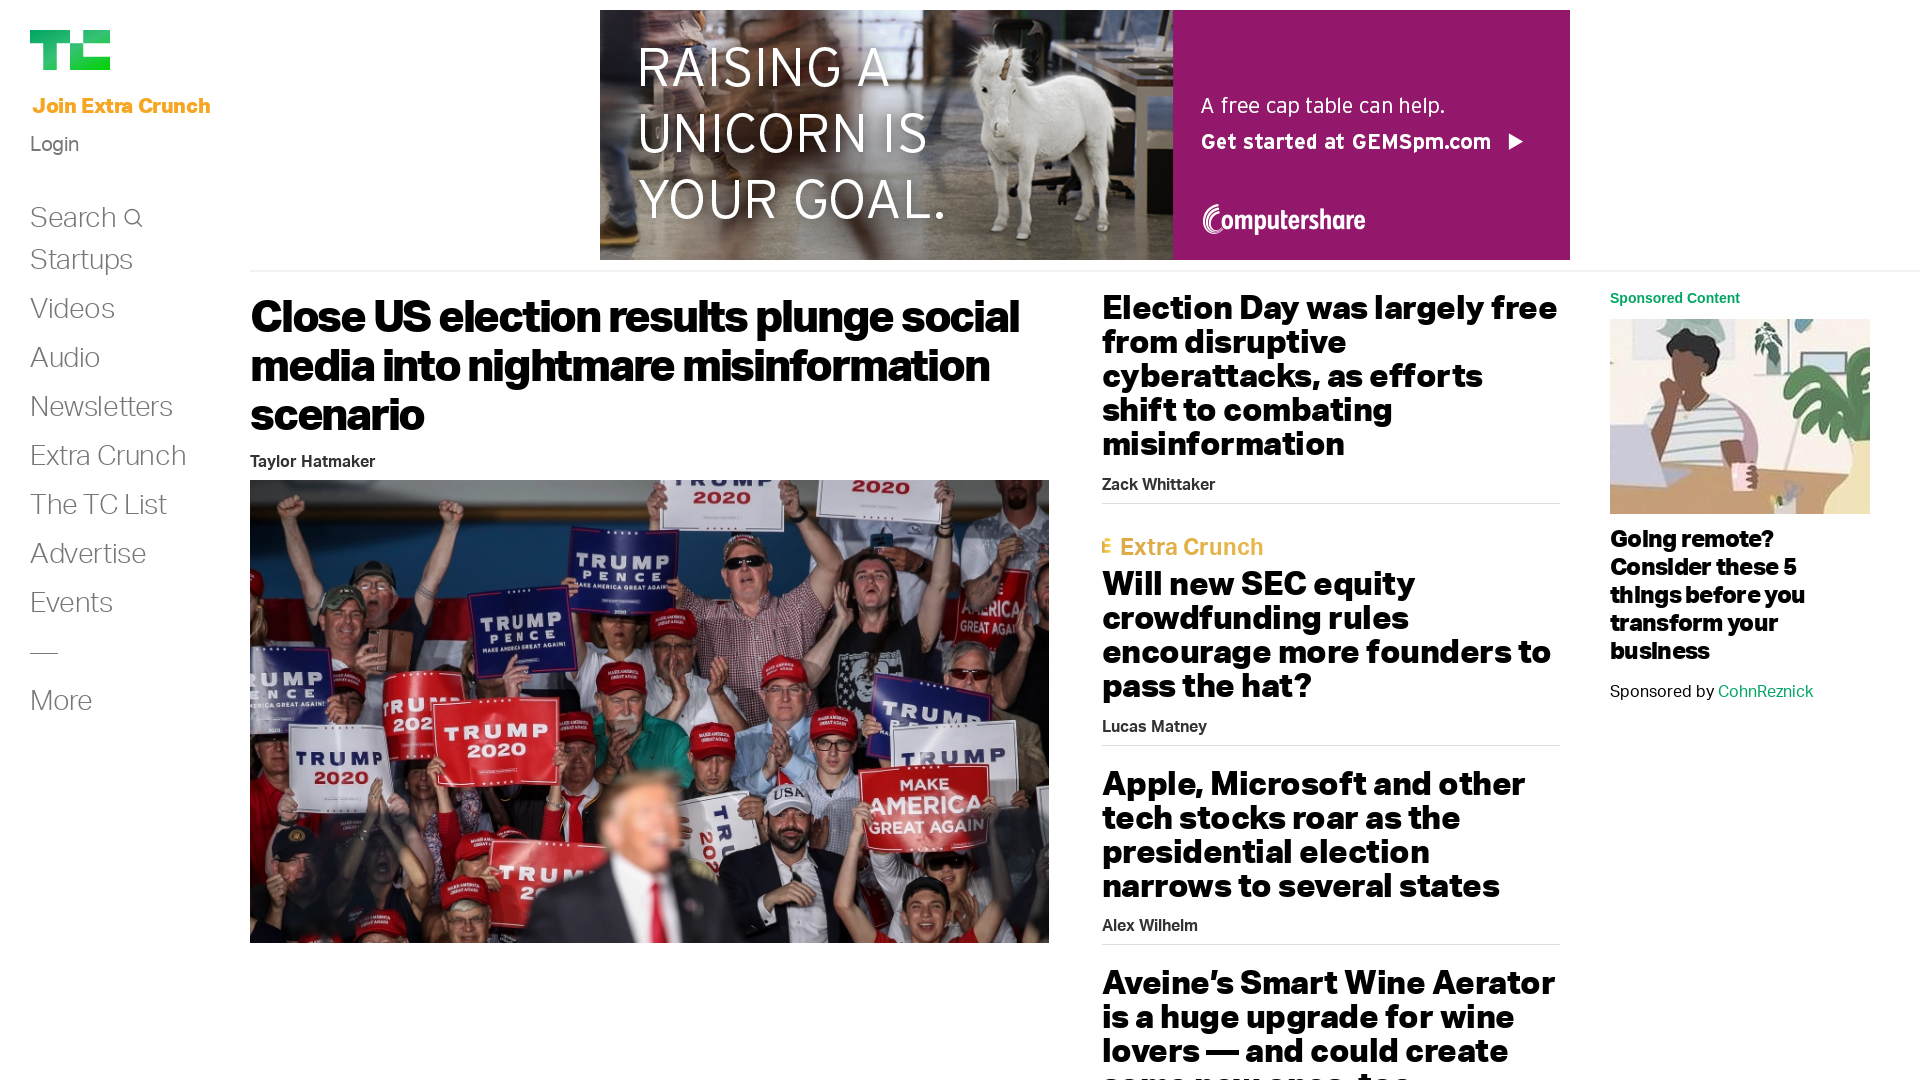 TC
Join Extra Crunch
Login
Search
Startups
Videos
Audio
Newsletters
Extra Crunch
The TC List
Advertise
Events
—
More
RAISING A
UNICORN IS
YOUR GOAL.
A free cap table can help.
Get started at GEMSpm.com
Computershare
Close US election results plunge social
media into nightmare misinformation
scenario
Taylor Hatmaker
TRUMP
2020
2020
TRUMP
PENCE
MAKE AMERICA GREAT AGAIN!
2020
TRUMP
PENCE
MAKE AMERICA GREAT AGAIN!
AMERICA
TRUMP
2020
TRUMP
2020
TRUMP
TRUMP
MAKE
AMERICA
GREAT AGAIN
USA
Election Day was largely free
from disruptive
cyberattacks, as efforts
shift to combating
misinformation
Zack Whittaker
Extra Crunch
Will new SEC equity
crowdfunding rules
encourage more founders to
pass the hat?
Lucas Matney
Apple, Microsoft and other
tech stocks roar as the
presidential election
narrows to several states
Alex Wilhelm
Aveine’s Smart Wine Aerator
is a huge upgrade for wine
lovers — and could create
Sponsored Content
Going remote?
Consider these 5
things before you
transform your
business
Sponsored by CohnReznick